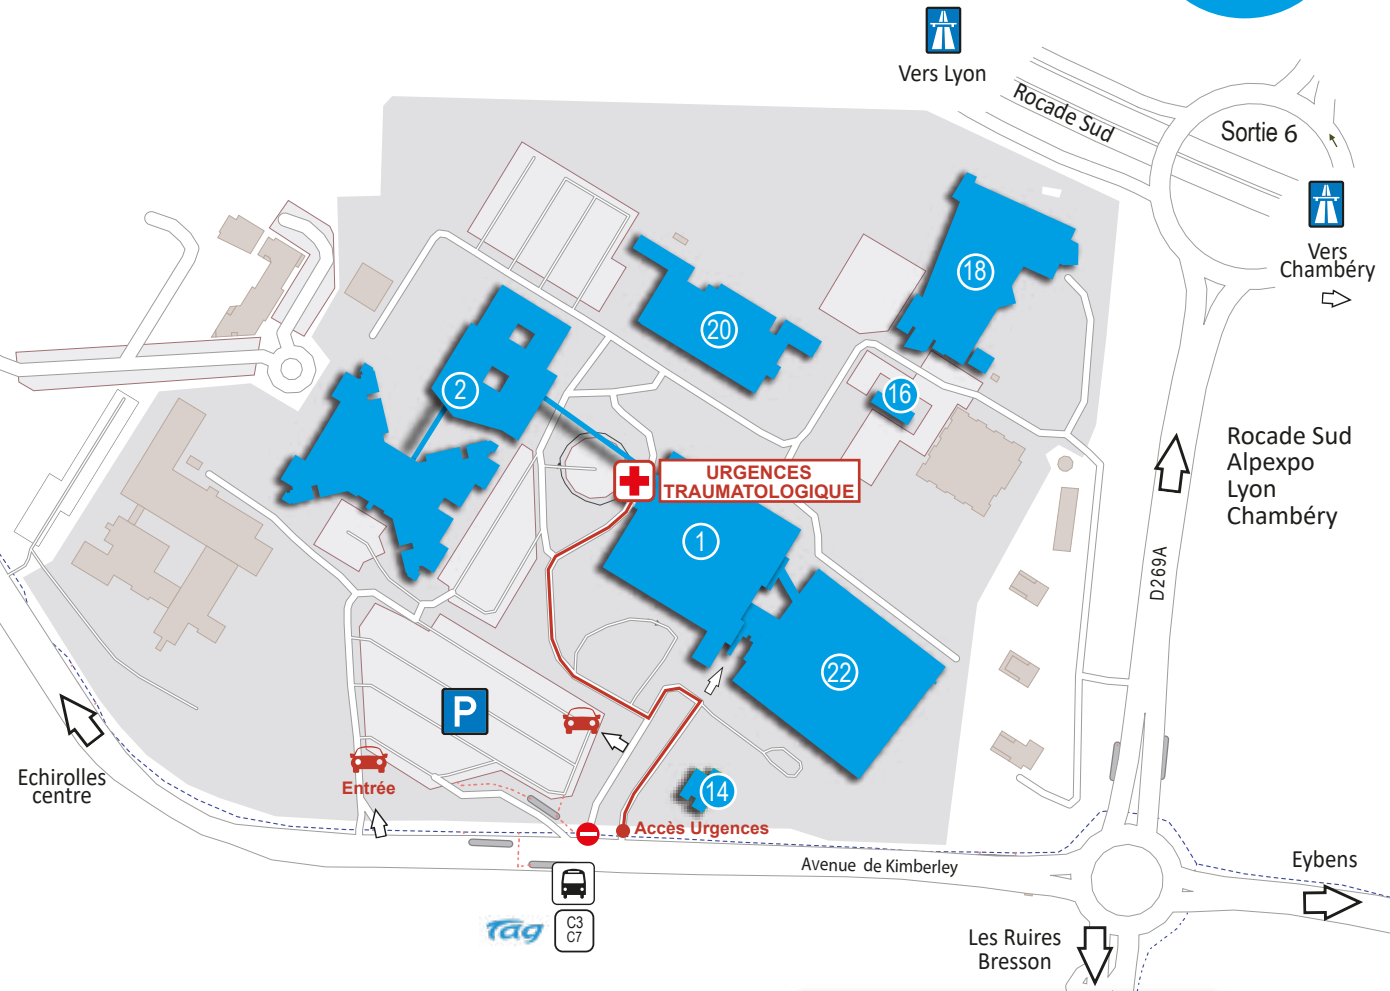 Vers Lyon
Rocade Sud
Sortie 6
Vers
Chambéry
18
20
2
16
URGENCES
TRAUMATOLOGIQUE
Rocade Sud
Alpexpo
Lyon
Chambéry
1
D269A
22
P
Entrée
Echirolles
centre
14
Accès Urgences
Avenue de Kimberley
Eybens
Tag
C3
C7
Les Ruires
Bresson